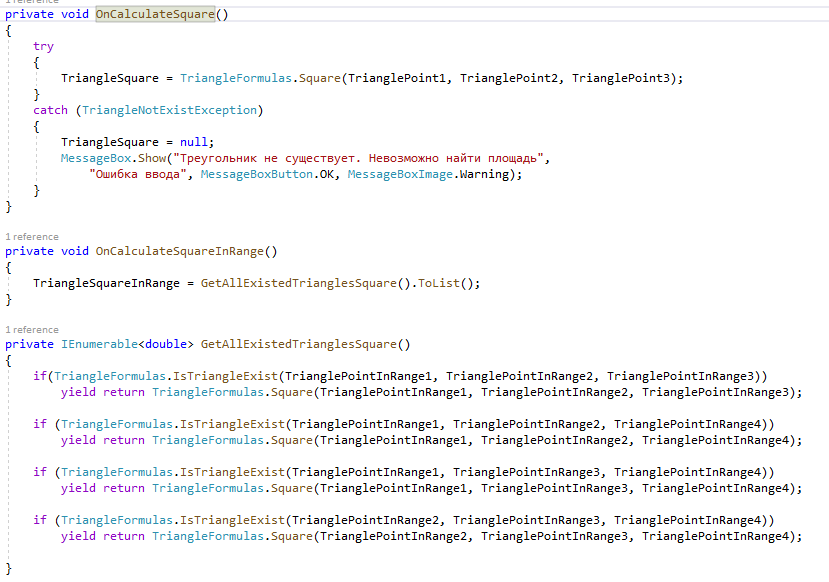 1 reference
private void OnCalculateSquare()
{
try
{
TriangleSquare = TriangleFormulas.Square(TrianglePoint1, TrianglePoint2, TrianglePoint3);
}
catch (TriangleNotExistException)
{
TriangleSquare = null;
MessageBox.Show("Треугольник не существует. Невозможно найти площадь",
"Ошибка ввода", MessageBoxButton.OK, MessageBoxImage.Warning);
}
}
1 reference
private void OnCalculateSquareInRange()
{
TriangleSquareInRange = GetAllExistedTrianglesSquare().ToList();
}
1 reference
private IEnumerable<double> GetAllExistedTrianglesSquare()
{
if(TriangleFormulas.IsTriangleExist(TrianglePointInRange1, TrianglePointInRange2, TrianglePointInRange3))
yield return TriangleFormulas.Square(TrianglePointInRange1, TrianglePointInRange2, TrianglePointInRange3);
if (TriangleFormulas.IsTriangleExist(TrianglePointInRange1, TrianglePointInRange2, TrianglePointInRange4))
yield return TriangleFormulas.Square(TrianglePointInRange1, TrianglePointInRange2, TrianglePointInRange4);
if (TriangleFormulas.IsTriangleExist(TrianglePointInRange1, TrianglePointInRange3, TrianglePointInRange4))
yield return TriangleFormulas.Square(TrianglePointInRange1, TrianglePointInRange3, TrianglePointInRange4);
if (TriangleFormulas.IsTriangleExist(TrianglePointInRange2, TrianglePointInRange3, TrianglePointInRange4))
yield return TriangleFormulas.Square(TrianglePointInRange2, TrianglePointInRange3, TrianglePointInRange4);
}